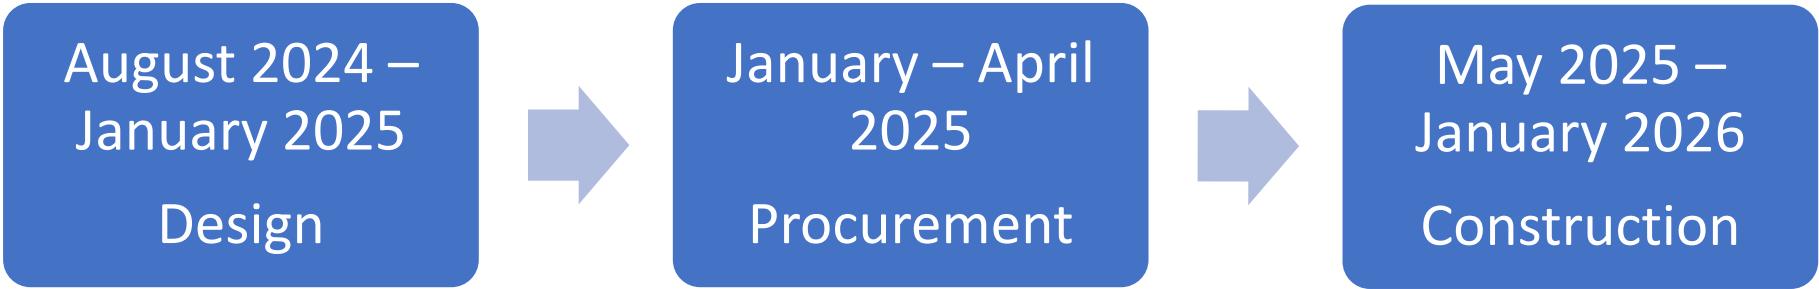 August 2024 –
January 2025
Design
January – April
2025
Procurement
May 2025 –
January 2026
Construction